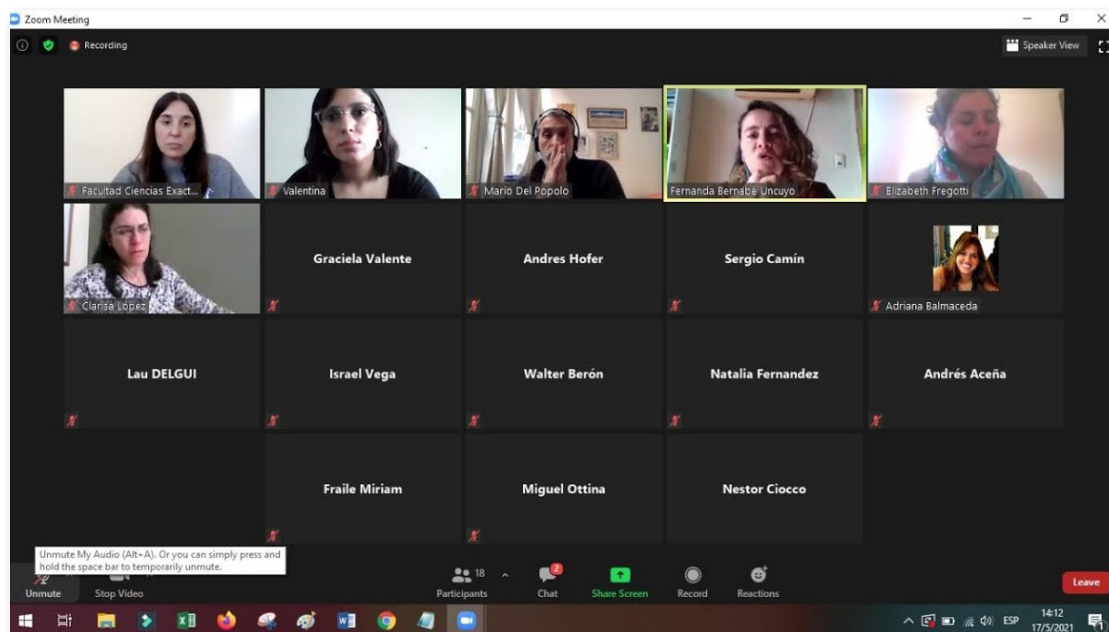 Zoom Meeting
Recording
Speaker View
Facultad Ciencias Exact...
Valentina
Mario Del Popolo
Fernanda Bernabé Uncuyo
Elizabeth Fregotti
Clarisa López
Graciela Valente
Andres Hofer
Sergio Camín
Adriana Balmaceda
Lau DELGUI
Israel Vega
Walter Berón
Natalia Fernandez
Andrés Aceña
Fraile Miriam
Miguel Ottina
Nestor Ciocco
Unmute My Audio (Alt+A). Or you can simply press and
hold the space bar to temporarily unmute.
Unmute
Stop Video
18
Participants
2
Chat
Share Screen
Record
Reactions
Leave
ESP
14:12
17/5/2021